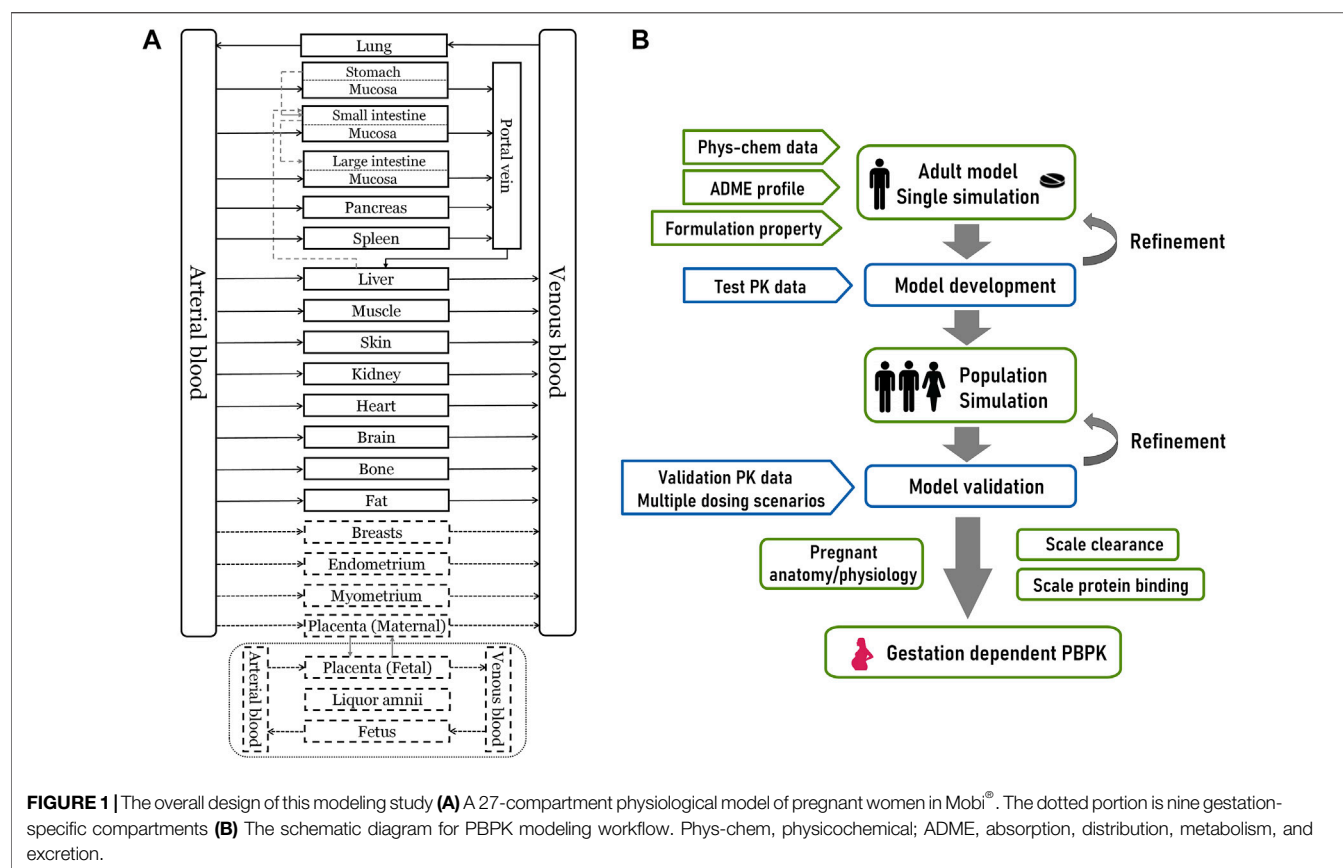 A
Lung
Stomach
Mucosa
Small intestine
Mucosa
Large intestine
Mucosa
Pancreas
Spleen
Portal vein
Liver
Muscle
Skin
Kidney
Heart
Brain
Bone
Fat
Breasts
Endometrium
Myometrium
Placenta (Maternal)
Arterial blood
Venous blood
Placenta (Fetal)
Liquor amnii
Fetus
Arterial blood
Venous blood
B
Phys-chem data
ADME profile
Formulation property
Adult model
Single simulation
Refinement
Test PK data
Model development
Population
Simulation
Refinement
Validation PK data
Multiple dosing scenarios
Model validation
Pregnant
anatomy/physiology
Scale clearance
Scale protein binding
Gestation dependent PBPK
FIGURE 1 | The overall design of this modeling study (A) A 27-compartment physiological model of pregnant women in Mobi®. The dotted portion is nine gestation-
specific compartments (B) The schematic diagram for PBPK modeling workflow. Phys-chem, physicochemical; ADME, absorption, distribution, metabolism, and
excretion.